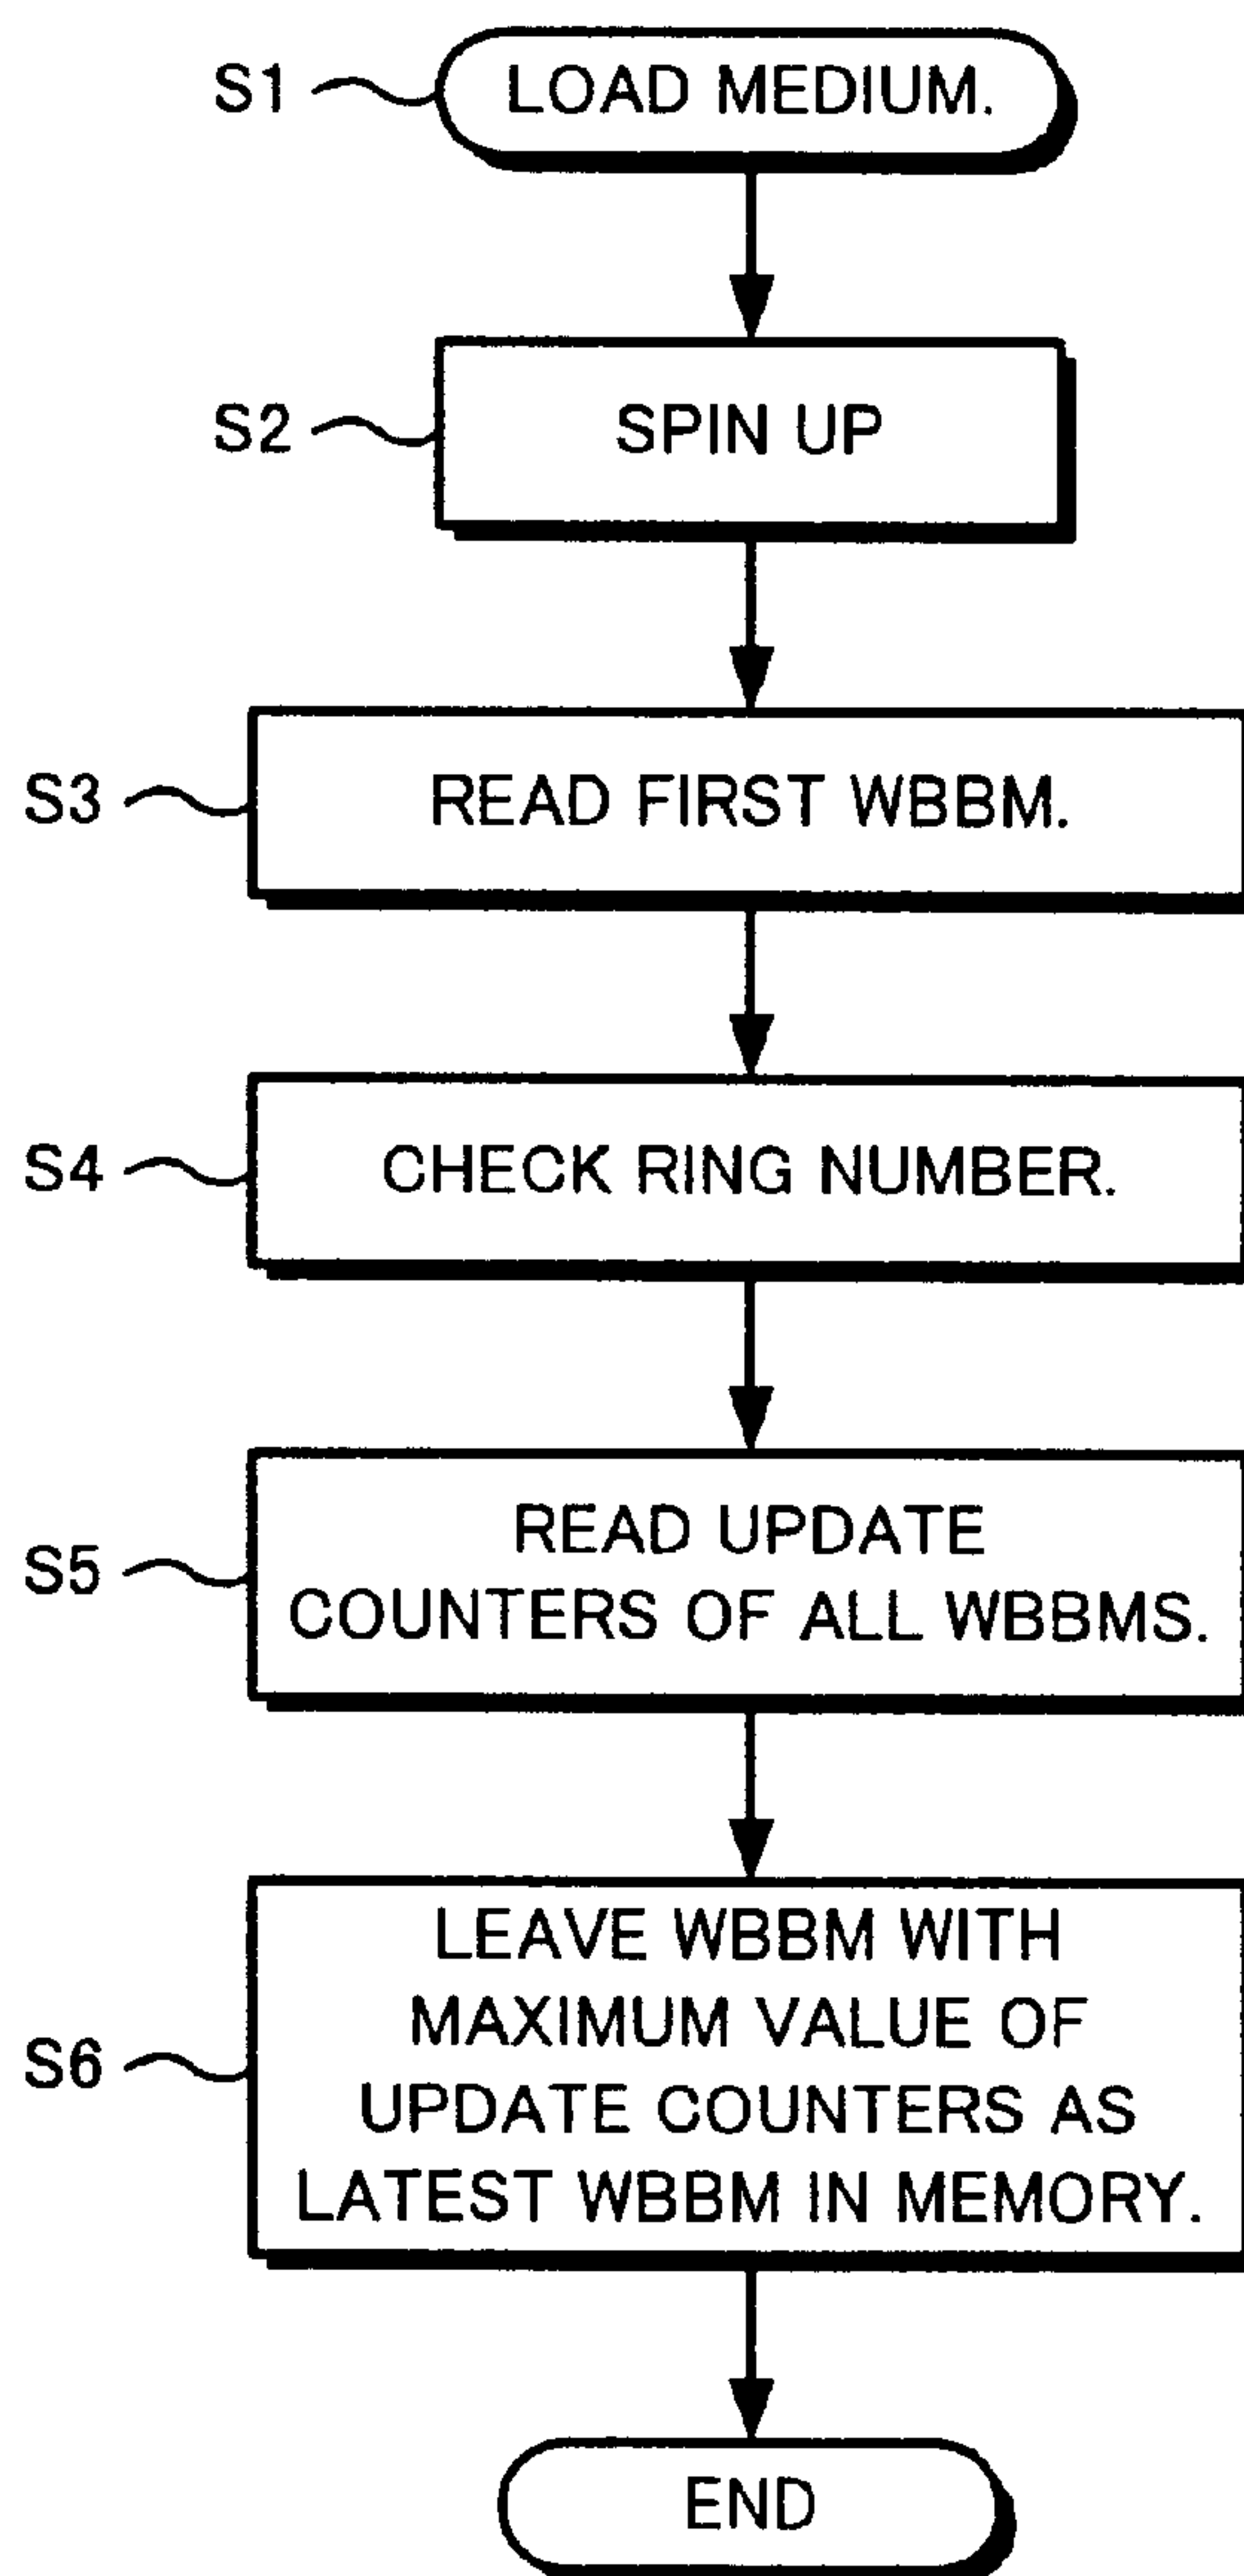 S1 LOAD MEDIUM.
S2 SPIN UP
S3 READ FIRST WBBM.
S4 CHECK RING NUMBER.
S5 READ UPDATE
COUNTERS OF ALL WBBMS.
S6 LEAVE WBBM WITH
MAXIMUM VALUE OF
UPDATE COUNTERS AS
LATEST WBBM IN MEMORY.
END